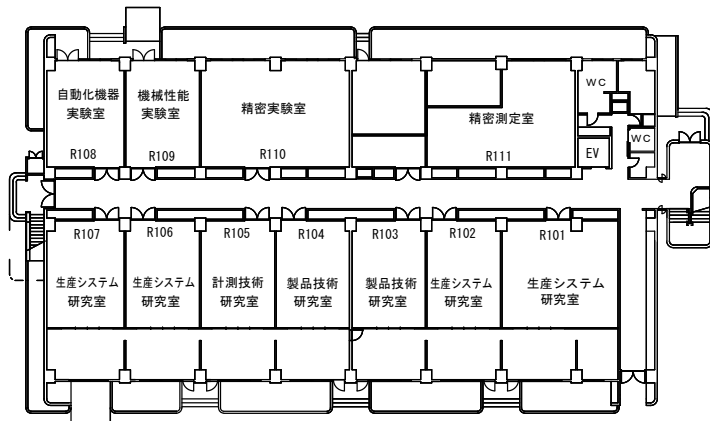 自動化機器
実験室
R108
機械性能
実験室
R109
精密実験室
R110
精密測定室
R111
WC
WC
EV
R107
生産システム
研究室
R106
生産システム
研究室
R105
計測技術
研究室
R104
製品技術
研究室
R103
製品技術
研究室
R102
生産システム
研究室
R101
生産システム
研究室